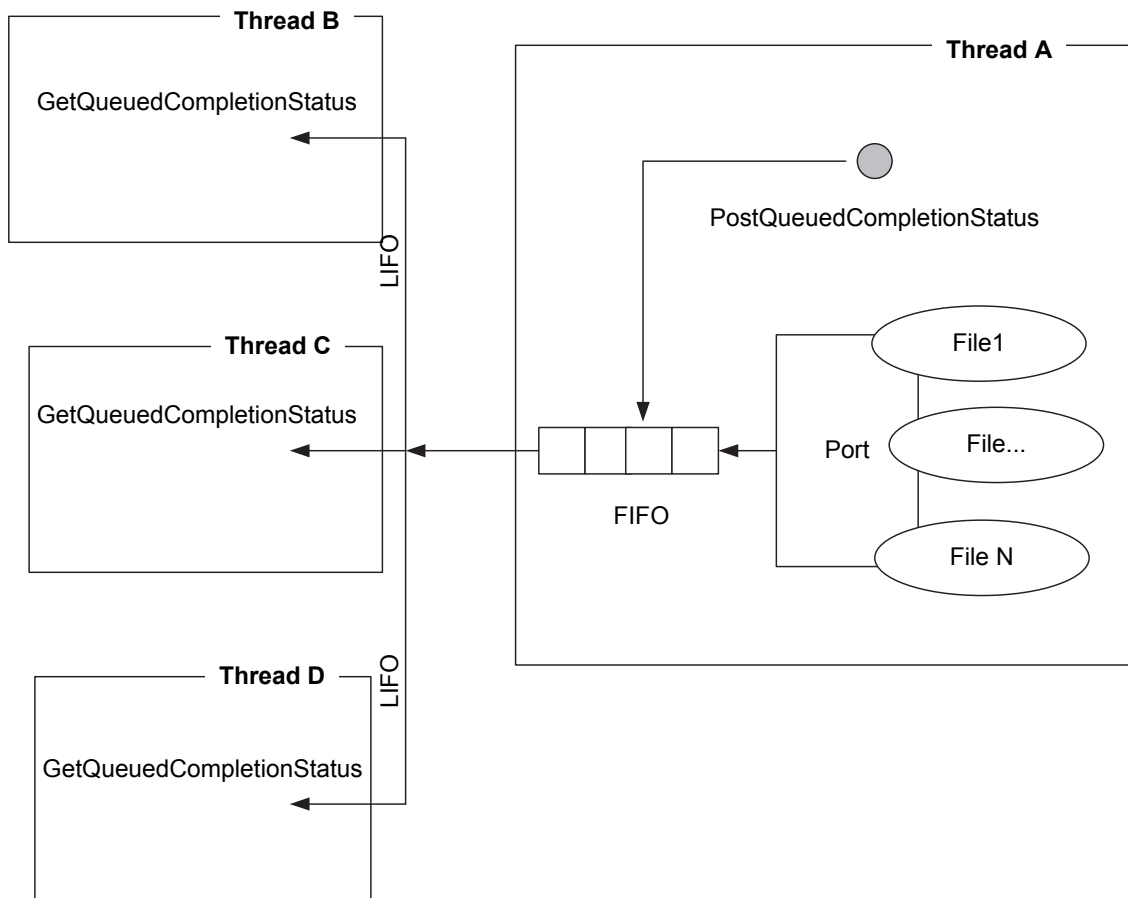 Thread B
GetQueuedCompletionStatus
LIFO
Thread C
GetQueuedCompletionStatus
LIFO
Thread D
GetQueuedCompletionStatus
Thread A
PostQueuedCompletionStatus
File1
Port
File...
FIFO
File N